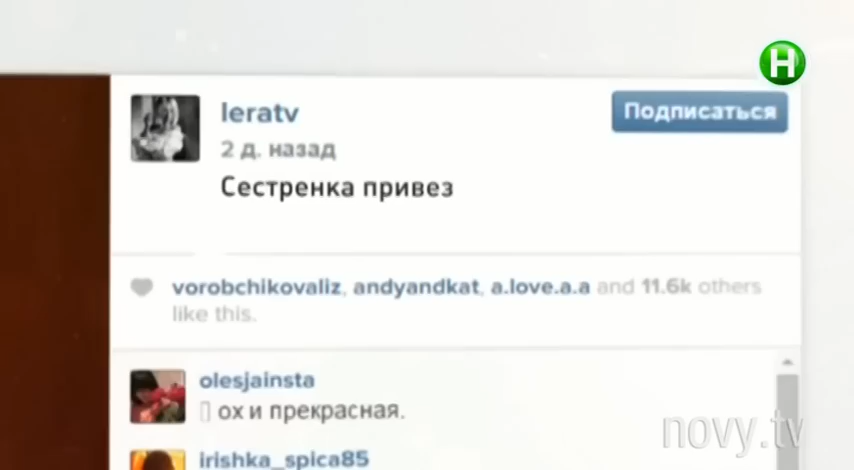 Н
leratv
Подписаться
2 д. назад
Сестренка привез
vorobchikovaliz, andyandkat, a.love.a.a and 11.6k others
like this.
olesjainsta
ох и прекрасная.
novy.tv
irishka_spica85